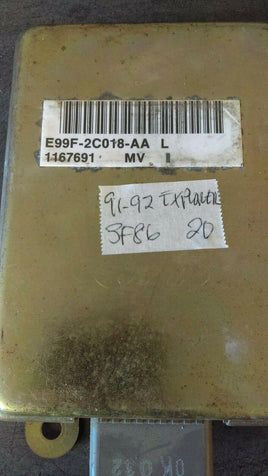 E99F-2C018-AA L
1167691 MV
91-92 EXPLORER
SF86 20